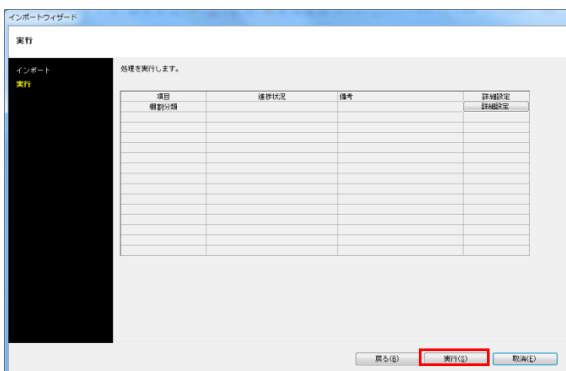 インポートウィザード
実行
インポート
実行
処理を実行します。
項目 進捗状況 備考 詳細設定
棚割分類 詳細設定
戻る(B) 実行(S) 取消(E)